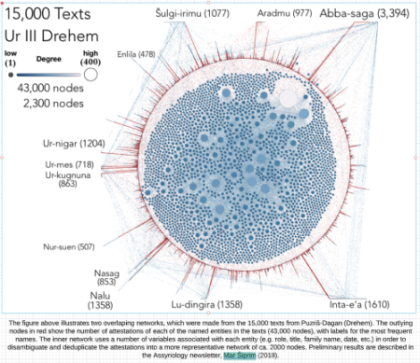 15,000 Texts
Ur III Drehem
Šulgi-irimu (1077)
Aradmu (977)
Abba-saga (3,394)
low
(1)
Degree
high
(400)
43,000 nodes
2,300 nodes
Enlila (478)
Ur-nigar (1204)
Ur-mes (718)
Ur-kugnuna
(863)
Nur-suen (507)
Nasag
(853)
Nalu
(1358)
Lu-dingira (1358)
Inta-e'a (1610)
The figure above illustrates two overlapping networks, which were made from the 15,000 texts from Puzriš-Dagan (Drehem). The outlying
nodes in red show the number of attestations of each of the named entities in the texts (43,000 nodes), with labels for the most frequent
names. The inner network uses a number of variables associated with each entity (e.g. role, title, family name, date, etc.) in order to
disambiguate and deduplicate the attestations into a more representative network of ca. 2000 nodes. Preliminary results are described in
the Assyriology newsletter, Mar Šiprim (2018).